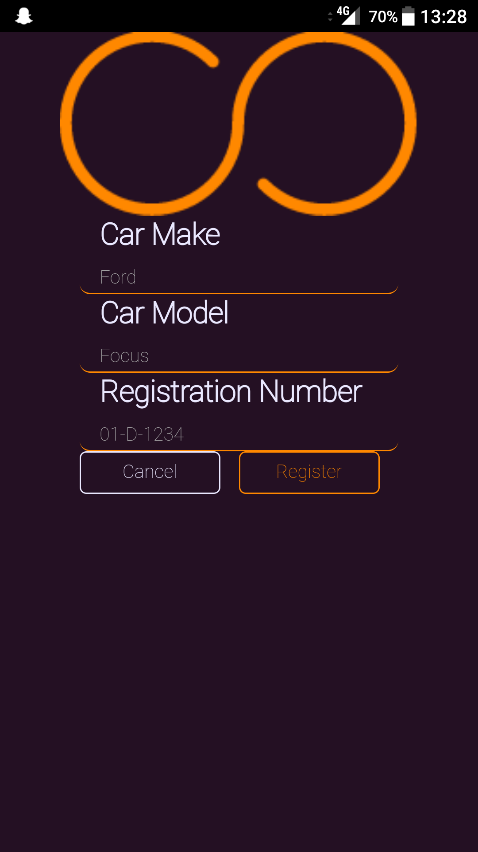 4G 70% 13:28
Car Make
Ford
Car Model
Focus
Registration Number
01-D-1234
Cancel Register